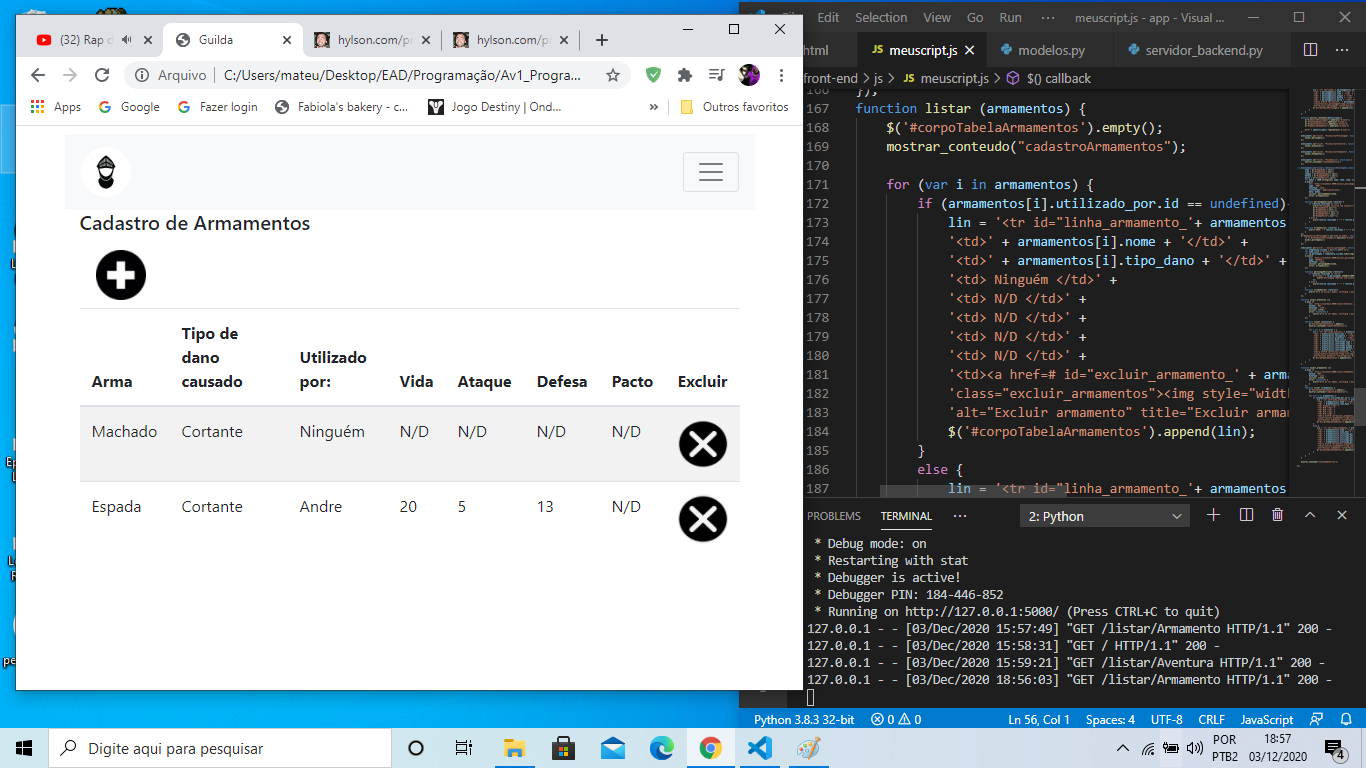 (32) Rap d
Guilda
hylson.com/pr
hylson.com/p
Arquivo
C:/Users/mateu/Desktop/EAD/Programação/Av1_Progra...
Apps
Google
Fazer login
Fabiola's bakery - c...
Jogo Destiny | Ond...
»
Outros favoritos
Cadastro de Armamentos
Arma Tipo de dano causado Utilizado por: Vida Ataque Defesa Pacto Excluir
Machado Cortante Ninguém N/D N/D N/D N/D
Espada Cortante Andre 20 5 13 N/D
Edit Selection View Go Run ··· meuscript.js - app - Visual ...
html JS meuscript.js modelos.py servidor_backend.py ···
front-end > js > JS meuscript.js > $() callback
166 });
167 function listar (armamentos) {
168 $('#corpoTabelaArmamentos').empty();
169 mostrar_conteudo("cadastroArmamentos");
170
171 for (var i in armamentos) {
172 if (armamentos[i].utilizado_por.id == undefined)
173 lin = '<tr id="linha_armamento_'+ armamentos
174 '<td>' + armamentos[i].nome + '</td>' +
175 '<td>' + armamentos[i].tipo_dano + '</td>' +
176 '<td> Ninguém </td>' +
177 '<td> N/D </td>' +
178 '<td> N/D </td>' +
179 '<td> N/D </td>' +
180 '<td> N/D </td>' +
181 '<td><a href=# id="excluir_armamento_' + arma
182 'class="excluir_armamentos"><img style="widt
183 'alt="Excluir armamento" title="Excluir arma
184 $('#corpoTabelaArmamentos').append(lin);
185 }
186 else {
187 lin = '<tr id="linha_armamento_'+ armamentos
PROBLEMS TERMINAL ··· 2: Python
* Debug mode: on
* Restarting with stat
* Debugger is active!
* Debugger PIN: 184-446-852
* Running on http://127.0.0.1:5000/ (Press CTRL+C to quit)
127.0.0.1 - - [03/Dec/2020 15:57:49] "GET /listar/Armamento HTTP/1.1" 200 -
127.0.0.1 - - [03/Dec/2020 15:58:31] "GET / HTTP/1.1" 200 -
127.0.0.1 - - [03/Dec/2020 15:59:21] "GET /listar/Aventura HTTP/1.1" 200 -
127.0.0.1 - - [03/Dec/2020 18:56:03] "GET /listar/Armamento HTTP/1.1" 200 -
Python 3.8.3 32-bit 0 0 Ln 56, Col 1 Spaces: 4 UTF-8 CRLF JavaScript
Digite aqui para pesquisar
POR
PTB2
18:57
03/12/2020
4